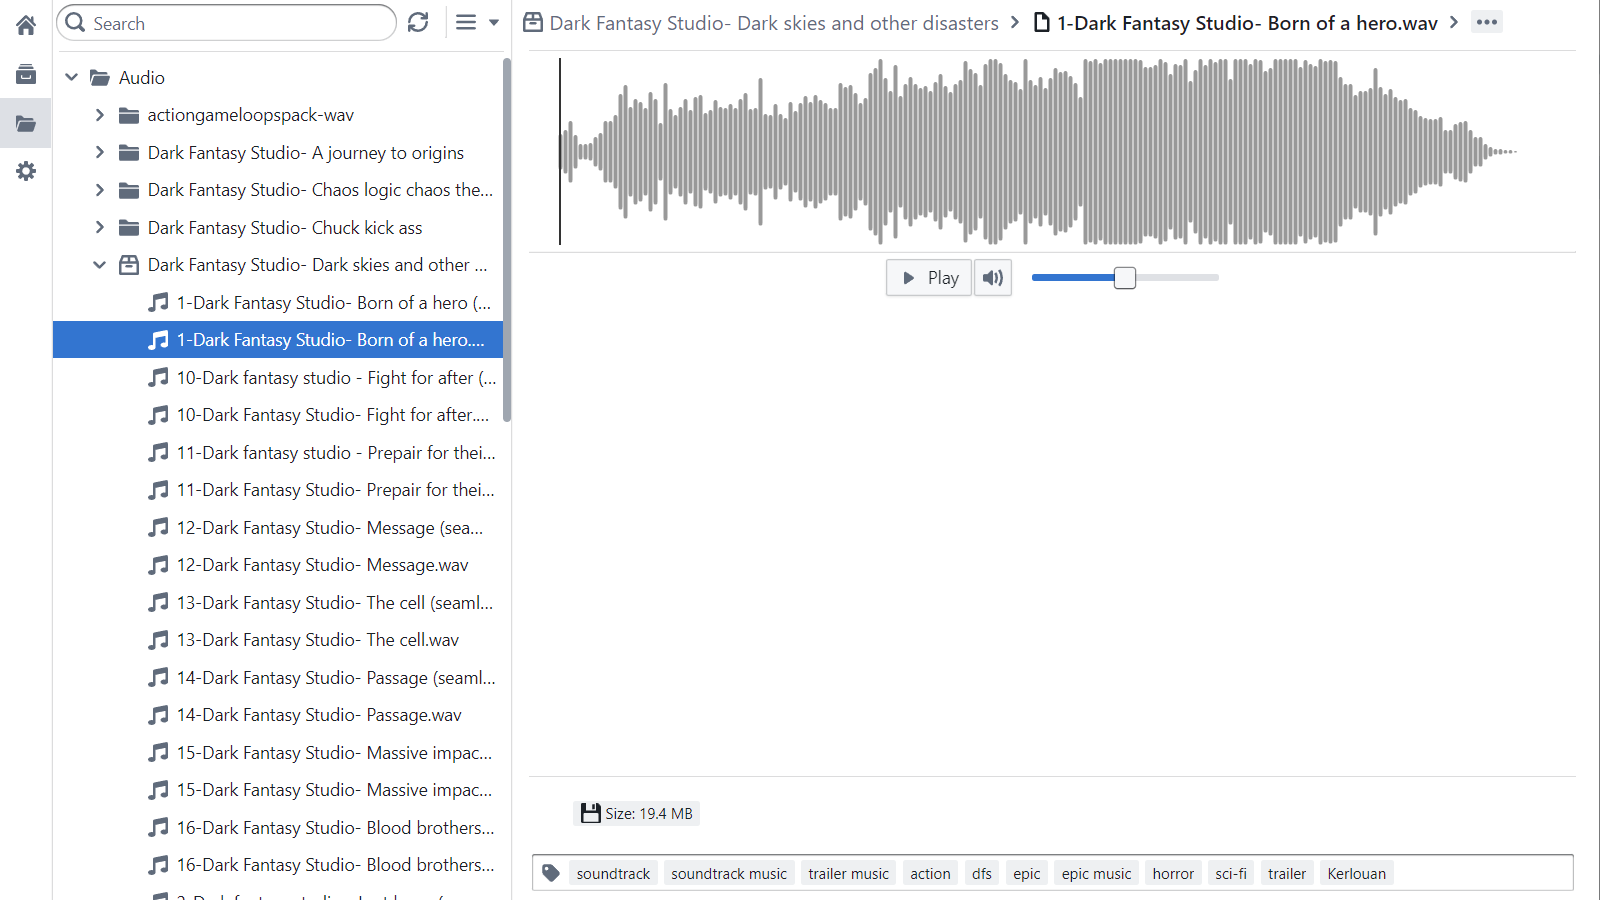 Search
Dark Fantasy Studio- Dark skies and other disasters
1-Dark Fantasy Studio- Born of a hero.wav
Audio
actiongameloopspack-wav
Dark Fantasy Studio- A journey to origins
Dark Fantasy Studio- Chaos logic chaos the...
Dark Fantasy Studio- Chuck kick ass
Dark Fantasy Studio- Dark skies and other ...
1-Dark Fantasy Studio- Born of a hero (...
1-Dark Fantasy Studio- Born of a hero....
10-Dark fantasy studio - Fight for after (...
10-Dark Fantasy Studio- Fight for after....
11-Dark fantasy studio - Prepair for thei...
11-Dark Fantasy Studio- Prepair for thei...
12-Dark Fantasy Studio- Message (sea...
12-Dark Fantasy Studio- Message.wav
13-Dark Fantasy Studio- The cell (seaml...
13-Dark Fantasy Studio- The cell.wav
14-Dark Fantasy Studio- Passage (seaml...
14-Dark Fantasy Studio- Passage.wav
15-Dark Fantasy Studio- Massive impac...
15-Dark Fantasy Studio- Massive impac...
16-Dark Fantasy Studio- Blood brothers...
16-Dark Fantasy Studio- Blood brothers...
Play
Size: 19.4 MB
soundtrack soundtrack music trailer music action dfs epic epic music horror sci-fi trailer Kerlouan